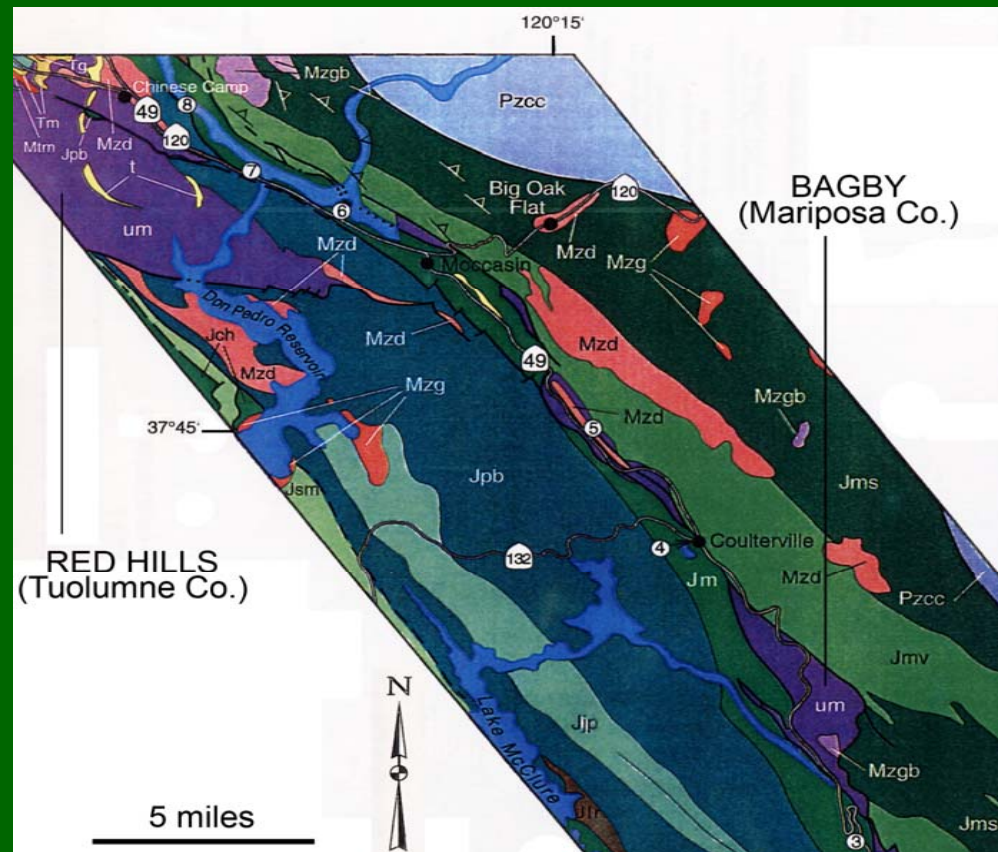 120°15'
Mzgb
Pzcc
Tg
Chinese Camp
8
Tm
Mtm
Jpb
Mzd
49
120
t
7
Big Oak
Flat
120
BAGBY
(Mariposa Co.)
6
um
Mzd
Mzd
Mzg
Moccasin
Don Pedro Reservoir
Mzd
Mzd
Jch
Mzd
49
Mzg
Mzd
Mzgb
37°45'
5
Jpb
Jms
Jsm
RED HILLS
(Tuolumne Co.)
132
4
Coulterville
Jm
Mzd
Pzcc
Jmv
N
um
Lake McClure
Jjp
Mzgb
5 miles
Jfr
Jms
3